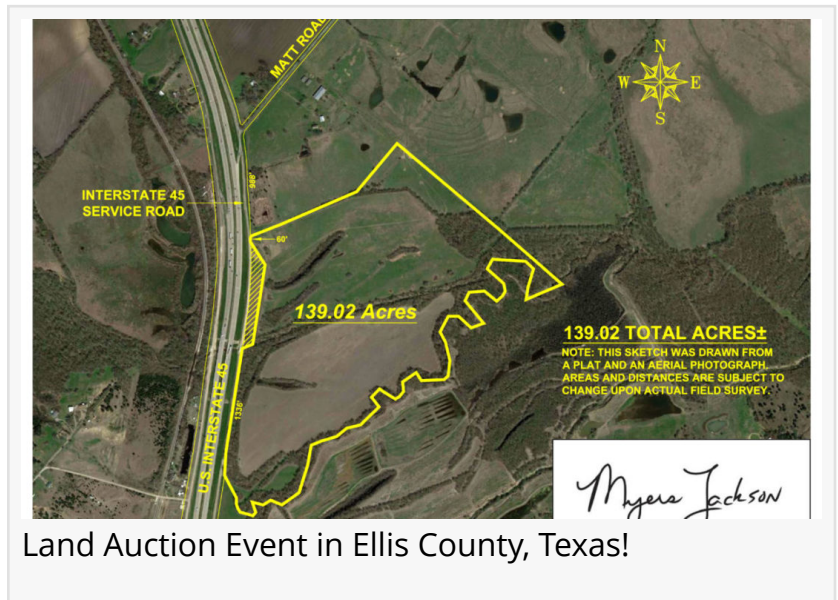 MATT ROAD
N
W E
S
INTERSTATE 45
SERVICE ROAD
988'
60'
139.02 Acres
139.02 TOTAL ACRES±
NOTE: THIS SKETCH WAS DRAWN FROM
A PLAT AND AN AERIAL PHOTOGRAPH.
AREAS AND DISTANCES ARE SUBJECT TO
CHANGE UPON ACTUAL FIELD SURVEY.
U.S. INTERSTATE 45
1336'
Myers Jackson
Land Auction Event in Ellis County, Texas!